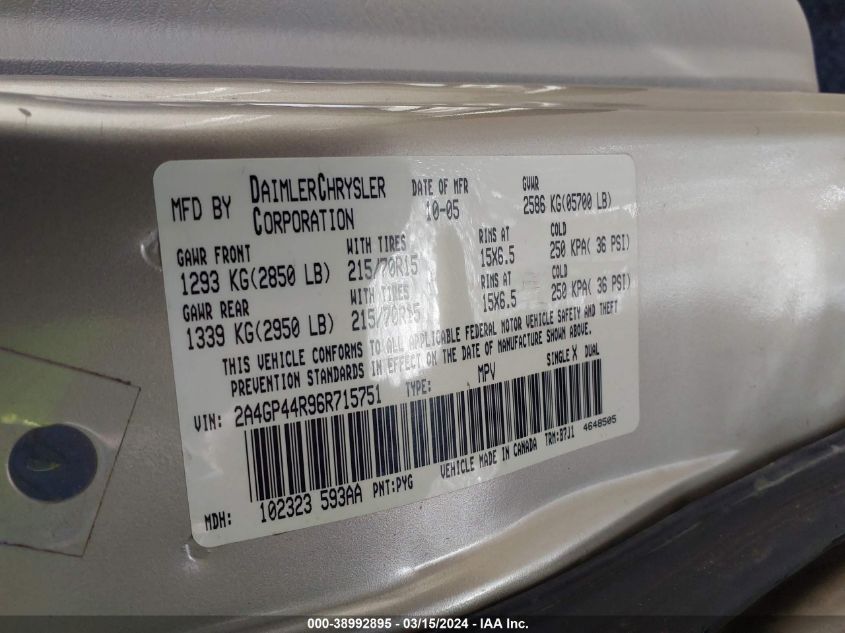 MFD BY DAIMLERCHRYSLER CORPORATION
DATE OF MFR 10-05
GVWR 2586 KG(05700 LB)
GAWR FRONT WITH TIRES RIMS AT COLD
1293 KG(2850 LB) 215/70R15 15X6.5 250 KPA( 36 PSI)
GAWR REAR WITH TIRES RIMS AT COLD
1339 KG(2950 LB) 215/70R15 15X6.5 250 KPA( 36 PSI)
THIS VEHICLE CONFORMS TO ALL APPLICABLE FEDERAL MOTOR VEHICLE SAFETY AND THEFT
PREVENTION STANDARDS IN EFFECT ON THE DATE OF MANUFACTURE SHOWN ABOVE.
VIN: 2A4GP44R96R715751 TYPE: MPV SINGLE X DUAL
VEHICLE MADE IN CANADA TRM:B7J1 4648505
MDH: 102323 593AA PNT:PYG
000-38992895 - 03/15/2024 - IAA Inc.